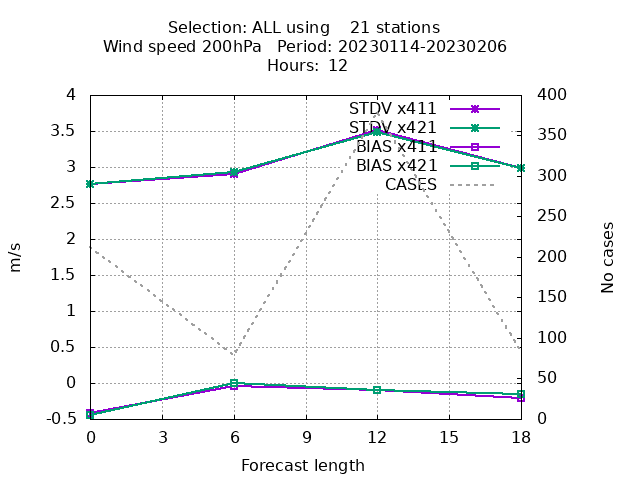 Selection: ALL using    21 stations
Wind speed 200hPa   Period: 20230114-20230206
Hours:  12
4
3.5
3
2.5
2
1.5
1
0.5
0
-0.5
m/s
400
350
300
250
200
150
100
50
0
No cases
STDV x411
STDV x421
BIAS x411
BIAS x421
CASES
0 3 6 9 12 15 18
Forecast length